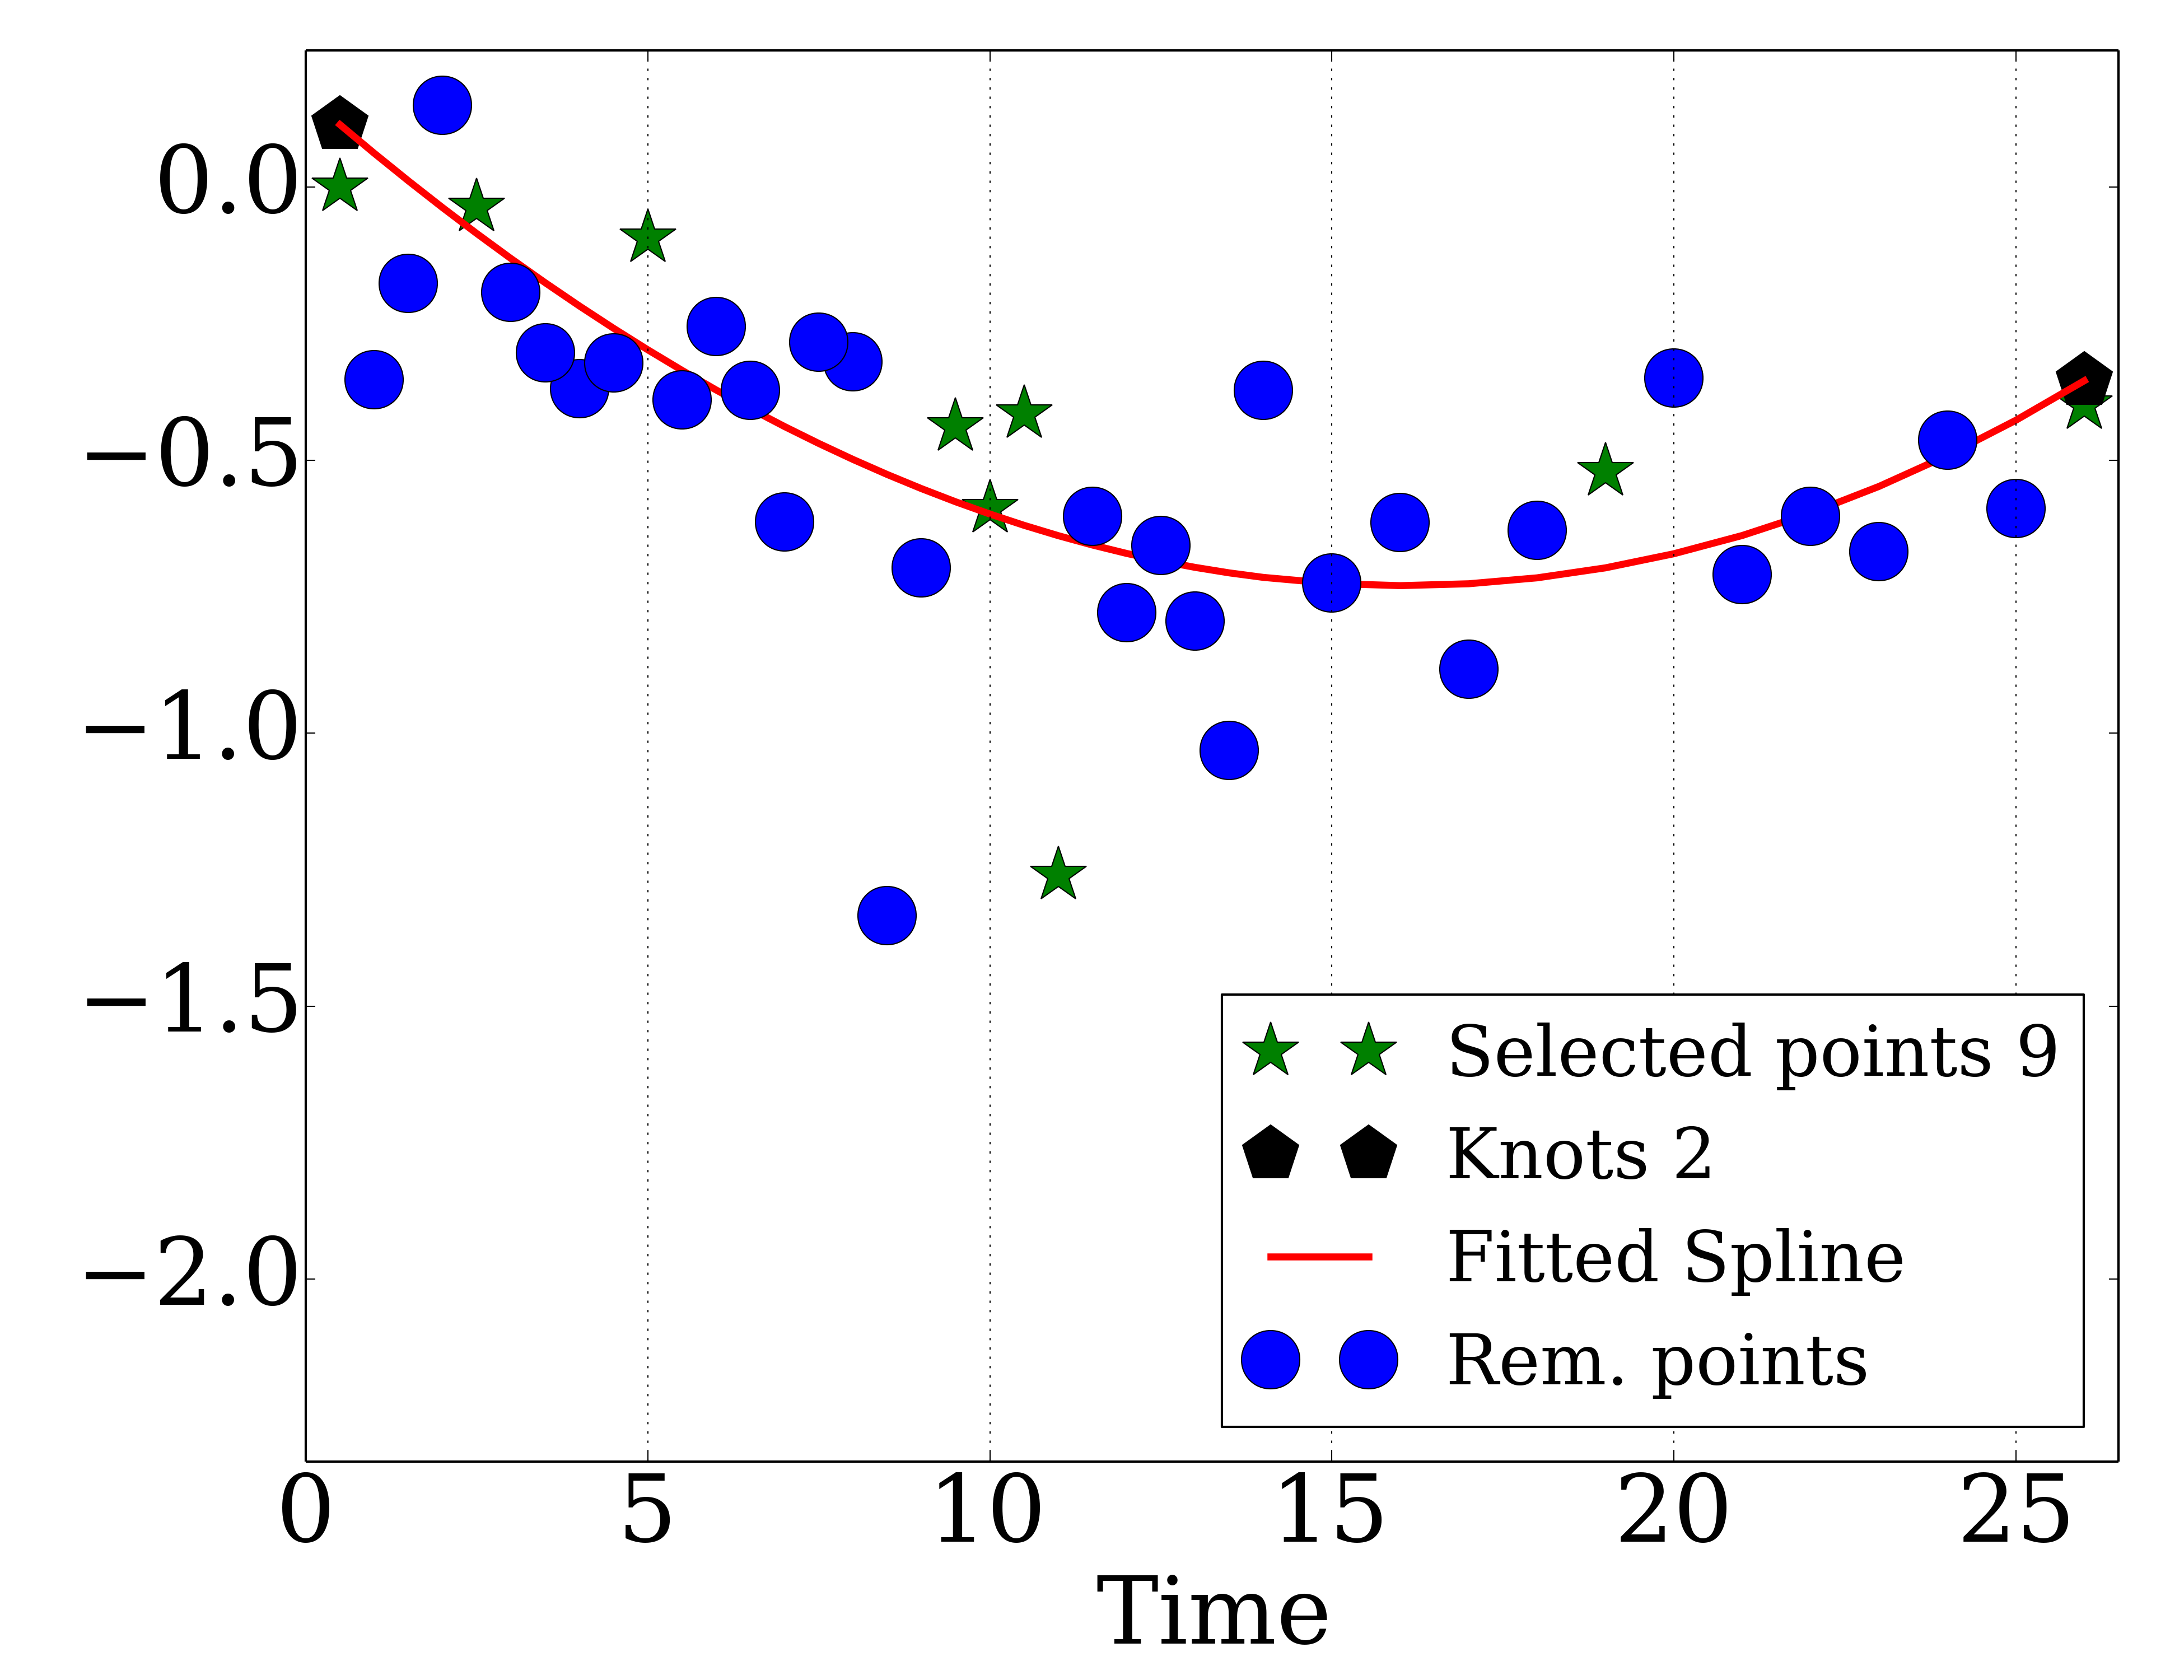 0.0
−0.5
−1.0
−1.5
−2.0
Selected points 9
Knots 2
Fitted Spline
Rem. points
0 5 10 15 20 25
Time